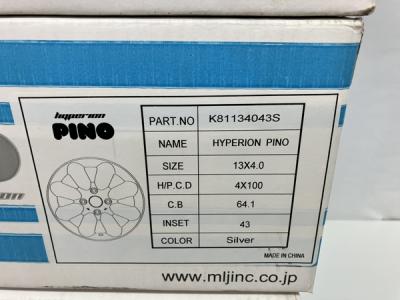 hyperion
PINO
PART.NO K81134043S
NAME HYPERION PINO
SIZE 13X4.0
H/P.C.D 4X100
C.B 64.1
INSET 43
COLOR Silver
MADE IN CHINA
www.mljinc.co.jp